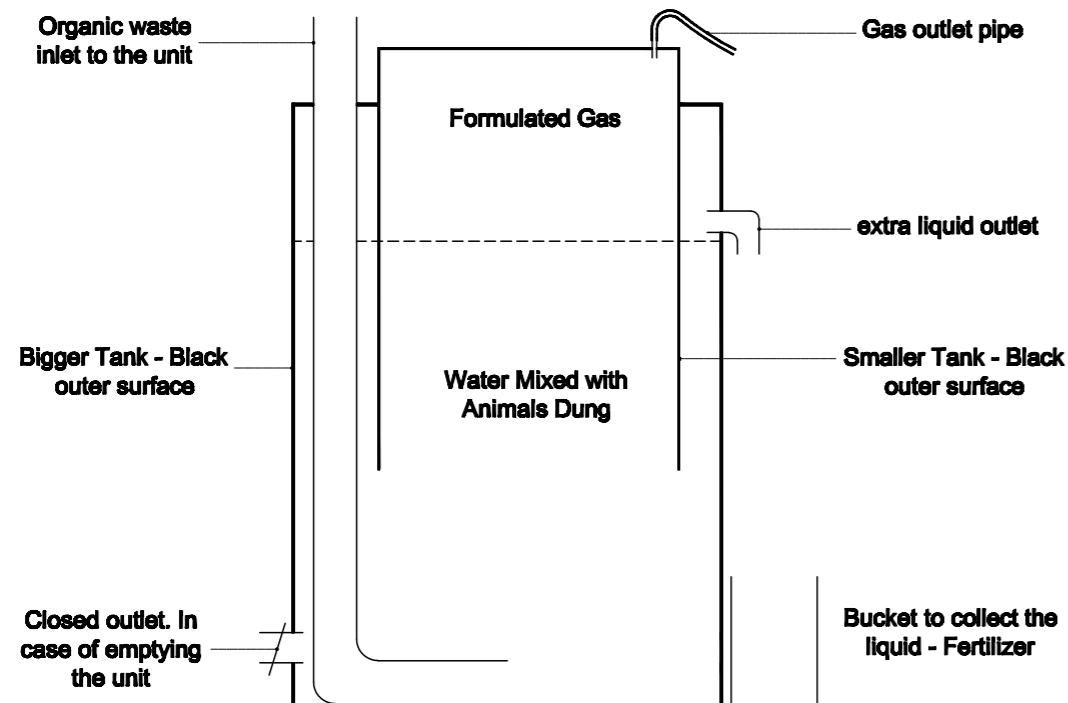 Organic waste
inlet to the unit
Gas outlet pipe
Formulated Gas
extra liquid outlet
Bigger Tank - Black
outer surface
Water Mixed with
Animals Dung
Smaller Tank - Black
outer surface
Closed outlet. In
case of emptying
the unit
Bucket to collect the
liquid - Fertilizer